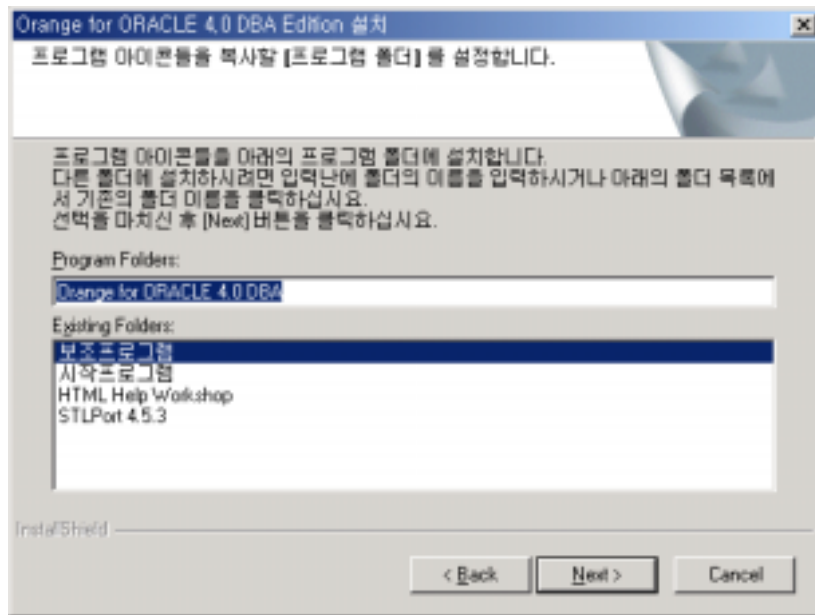 Orange for ORACLE 4.0 DBA Edition 설치
프로그램 아이콘들을 복사할 [프로그램 폴더] 를 설정합니다.
프로그램 아이콘들을 아래의 프로그램 폴더에 설치합니다.
다른 폴더에 설치하시려면 입력난에 폴더의 이름을 입력하시거나 아래의 폴더 목록에
서 기존의 폴더 이름을 클릭하십시요.
선택을 마치신 후 [Next] 버튼을 클릭하십시요.
Program Folders:
Orange for ORACLE 4.0 DBA
Existing Folders:
보조프로그램
시작프로그램
HTML Help Workshop
STLPort 4.5.3
InstallShield
< Back
Next >
Cancel